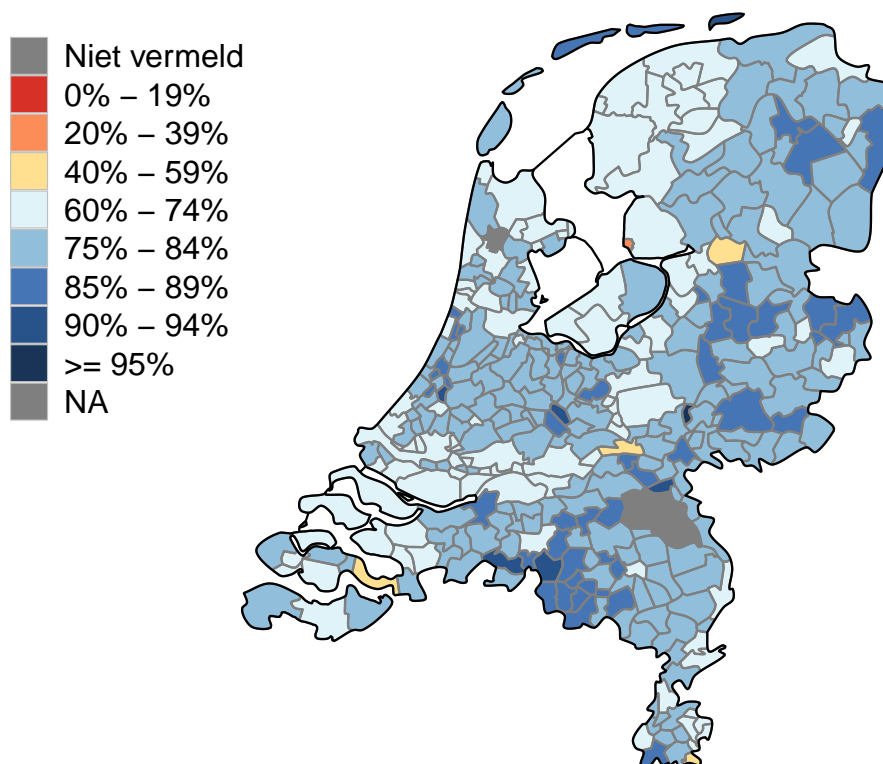 Niet vermeld
0% – 19%
20% – 39%
40% – 59%
60% – 74%
75% – 84%
85% – 89%
90% – 94%
>= 95%
NA